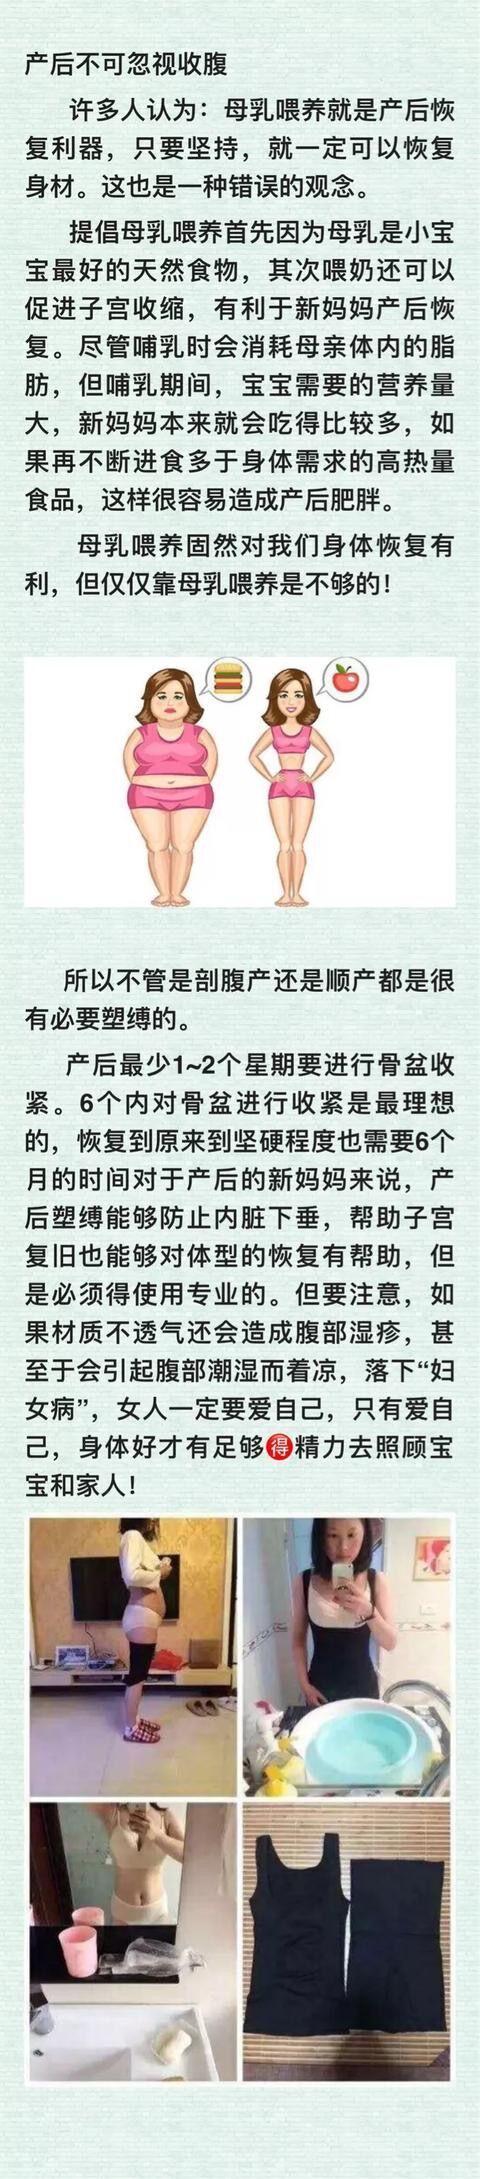 产后不可忽视收腹
许多人认为：母乳喂养就是产后恢
复利器，只要坚持，就一定可以恢复
身材。这也是一种错误的观念。
提倡母乳喂养首先因为母乳是小宝
宝最好的天然食物，其次喂奶还可以
促进子宫收缩，有利于新妈妈产后恢
复。尽管哺乳时会消耗母亲体内的脂
肪，但哺乳期间，宝宝需要的营养量
大，新妈妈本来就会吃得比较多，如
果再不断进食多于身体需求的高热量
食品，这样很容易造成产后肥胖。
母乳喂养固然对我们身体恢复有
利，但仅仅靠母乳喂养是不够的！
所以不管是剖腹产还是顺产都是很
有必要塑缚的。
产后最少1~2个星期要进行骨盆收
紧。6个内对骨盆进行收紧是最理想
的，恢复到原来到坚硬程度也需要6个
月的时间对于产后的新妈妈来说，产
后塑缚能够防止内脏下垂，帮助子宫
复旧也能够对体型的恢复有帮助，但
是必须得使用专业的。但要注意，如
果材质不透气还会造成腹部湿疹，甚
至于会引起腹部潮湿而着凉，落下“妇
女病”，女人一定要爱自己，只有爱自
己，身体好才有足够得精力去照顾宝
宝和家人！